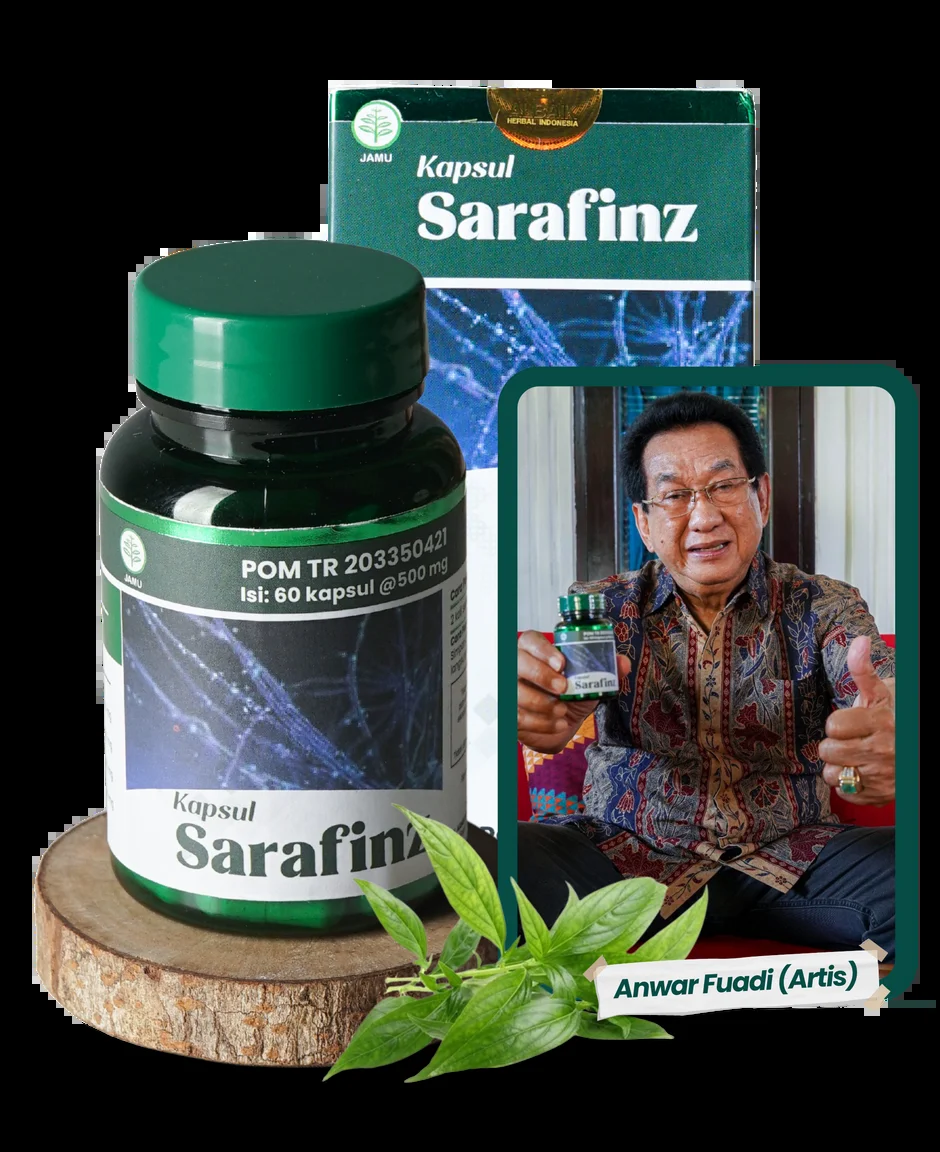 HERBAL INDONESIA
JAMU
Kapsul
Sarafinz
JAMU
POM TR 203350421
Isi: 60 kapsul @500 mg
Kapsul
Sarafinz
Sarafinz
Anwar Fuadi (Artis)